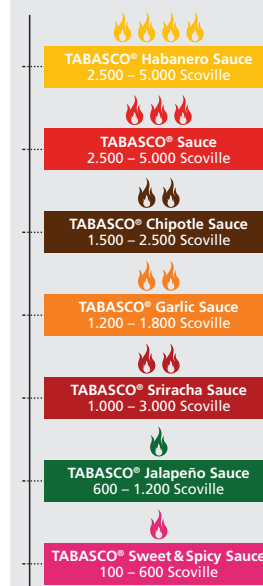 TABASCO® Habanero Sauce
2.500 – 5.000 Scoville
TABASCO® Sauce
2.500 – 5.000 Scoville
TABASCO® Chipotle Sauce
1.500 – 2.500 Scoville
TABASCO® Garlic Sauce
1.200 – 1.800 Scoville
TABASCO® Sriracha Sauce
1.000 – 3.000 Scoville
TABASCO® Jalapeño Sauce
600 – 1.200 Scoville
TABASCO® Sweet & Spicy Sauce
100 – 600 Scoville